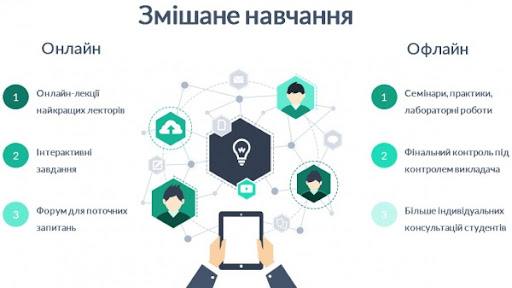 Змішане навчання
Онлайн
1 Онлайн-лекції
найкращих лекторів
2 Інтерактивні
завдання
3 Форум для поточних
запитань
Офлайн
1 Семінари, практики,
лабораторні роботи
2 Фінальний контроль під
контролем викладача
3 Більше індивідуальних
консультацій студентів